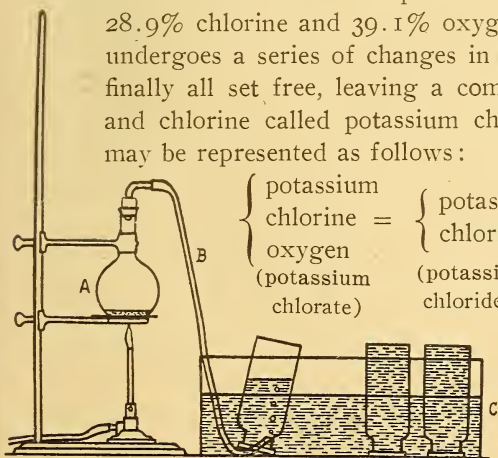 28.9% chlorine and 39.1% oxygen
undergoes a series of changes in
finally all set free, leaving a com
and chlorine called potassium ch
may be represented as follows:
potassium
chlorine =
oxygen
(potassium
chlorate)
potas
chlor
(potassi
chloride
A
B
C